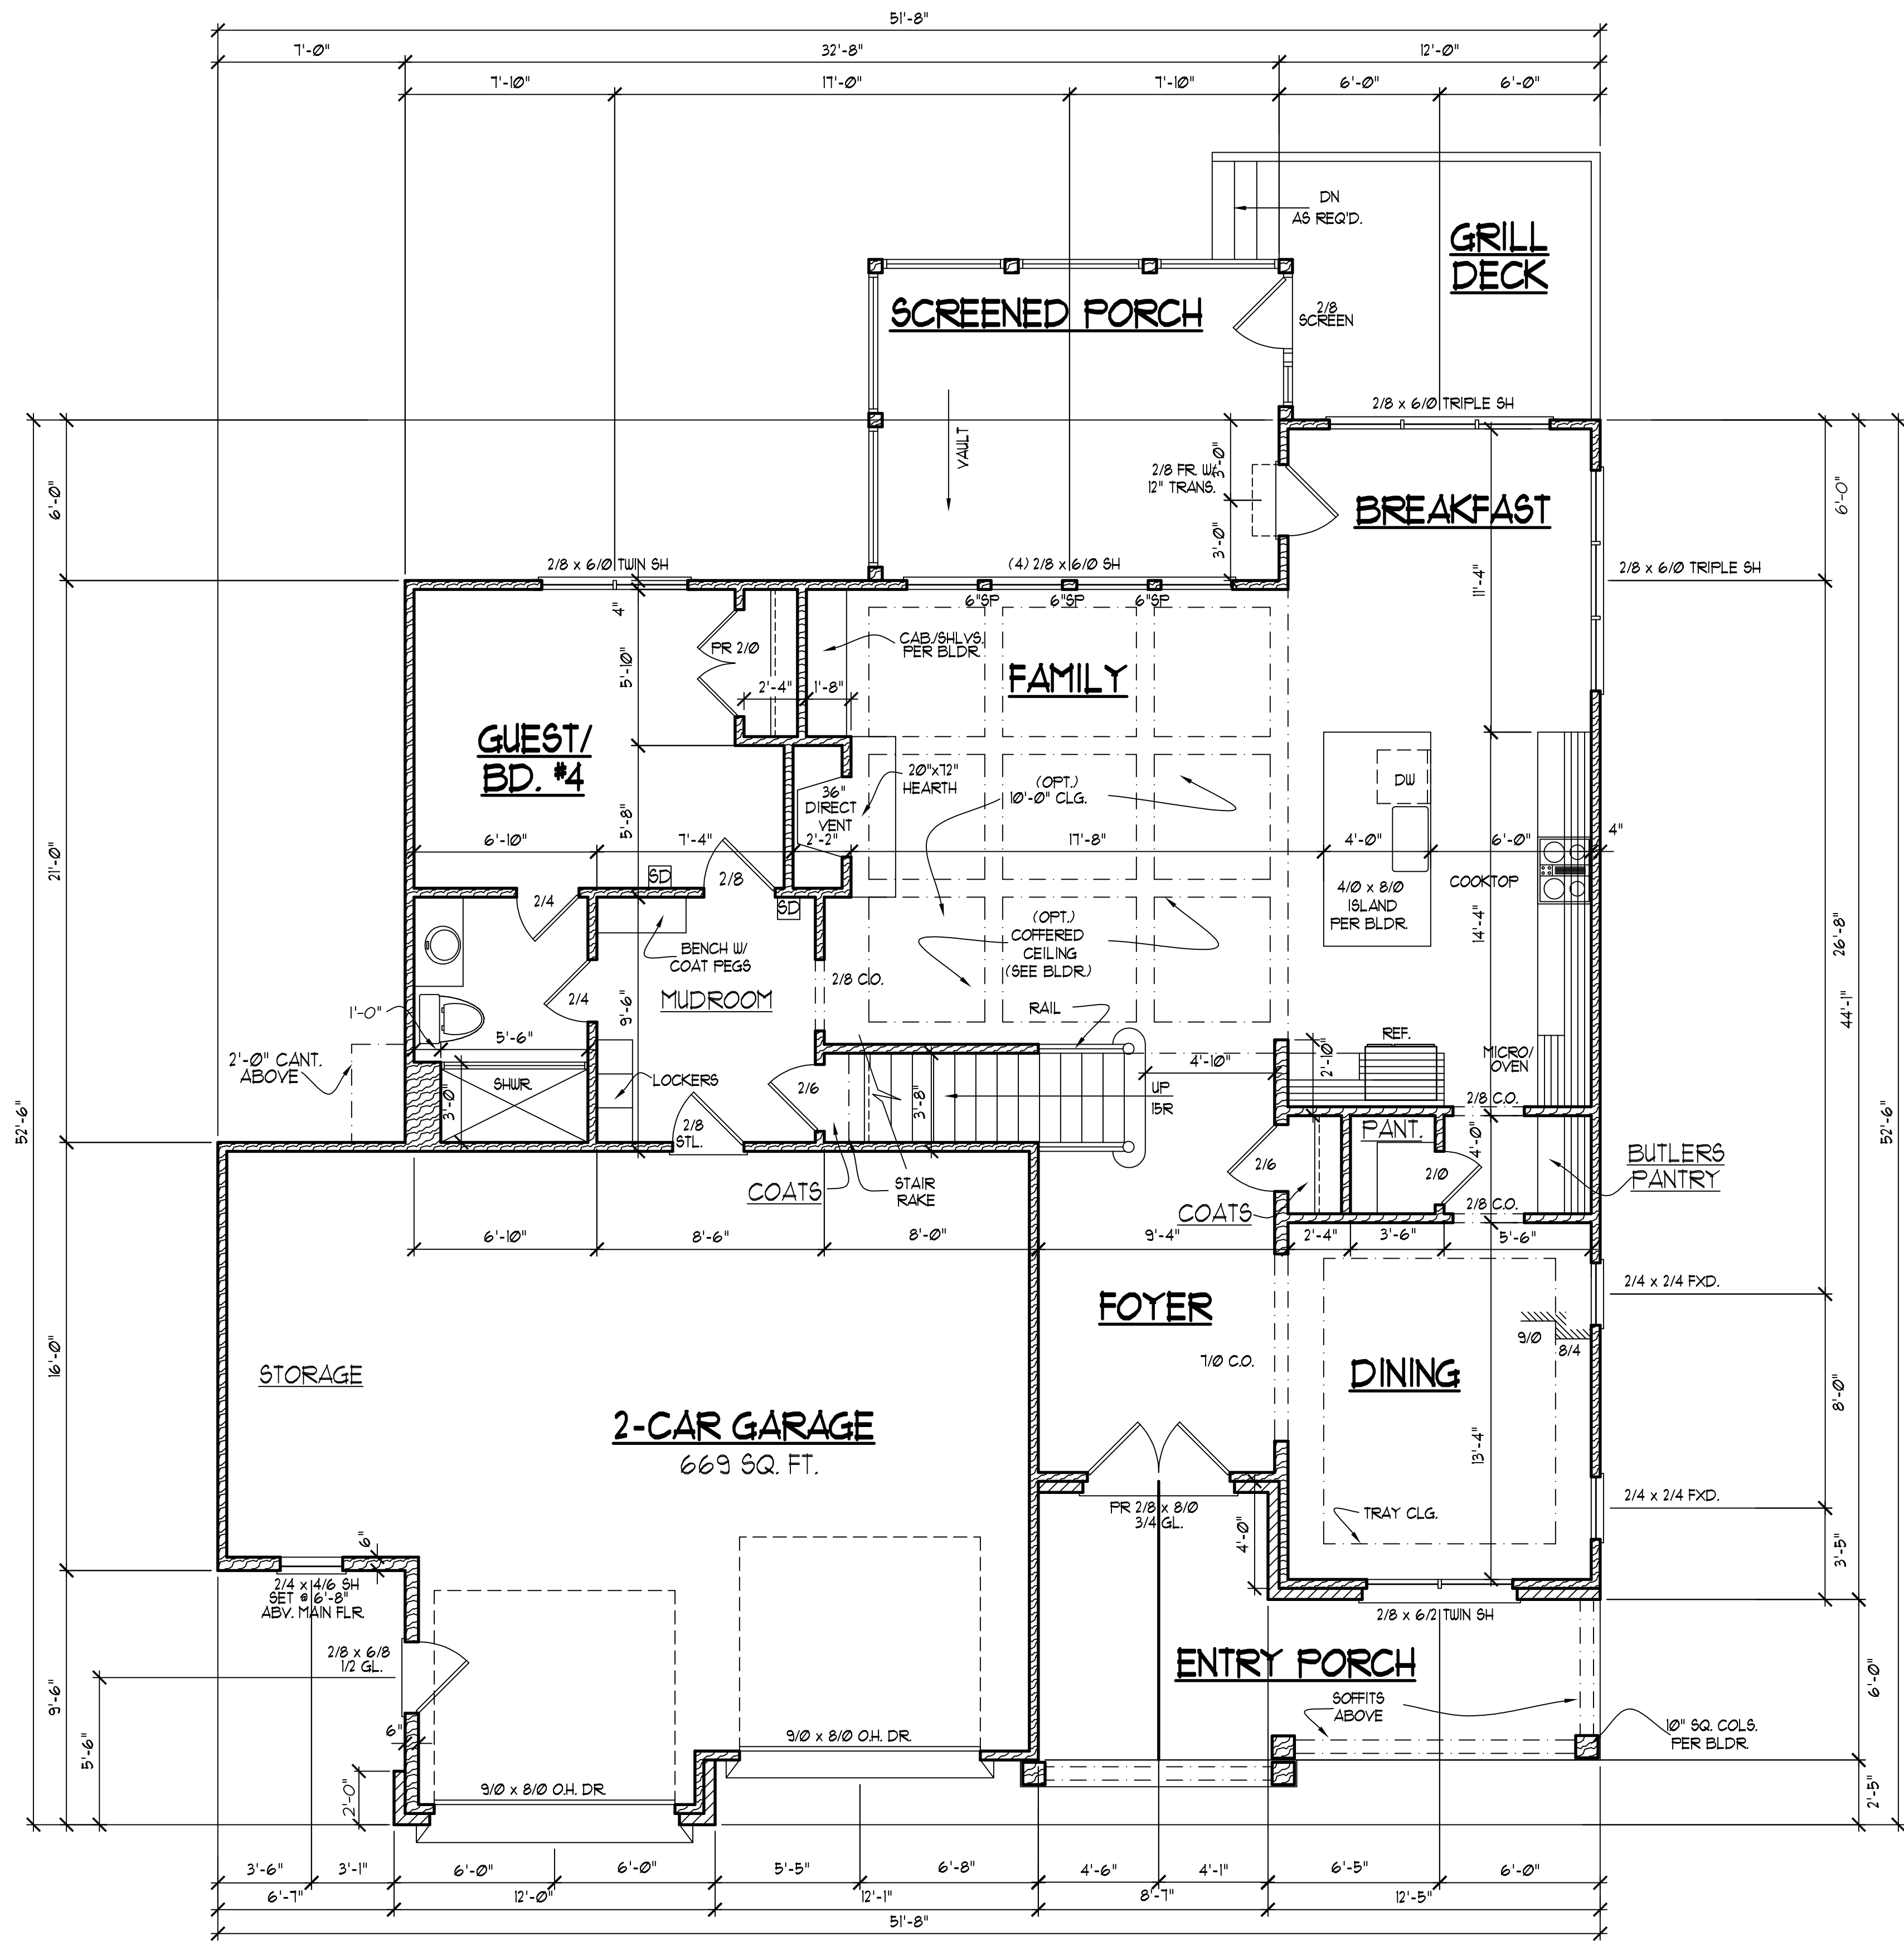 51'-8"
7'-0" 32'-8" 12'-0"
7'-10" 17'-0" 7'-10" 6'-0" 6'-0"
DN
AS REQ'D.
GRILL
DECK
SCREENED PORCH
2/8
SCREEN
VAULT
2/8 x 6/0 TRIPLE SH
2/8 FR. W/
12" TRANS.
3'-0"
3'-0"
BREAKFAST
6'-0"
6'-0"
2/8 x 6/0 TWIN SH
(4) 2/8 x 6/0 SH
2/8 x 6/0 TRIPLE SH
6"SP 6"SP 6"SP
11'-4"
4"
PR 2/0
CAB./SHLVS.
PER BLDR.
5'-10"
2'-4" 1'-8"
FAMILY
GUEST/
BD. #4
36"
DIRECT
VENT
20"x72"
HEARTH
(OPT.)
10'-0" CLG.
DW
5'-8"
6'-10" 7'-4" 2'-2" 17'-8" 4'-0" 6'-0" 4"
21'-0"
SD
2/8
2/4
SD
COOKTOP
4/0 x 8/0
ISLAND
PER BLDR.
14'-4"
26'-8"
44'-1"
(OPT.)
COFFERED
CEILING
(SEE BLDR.)
BENCH W/
COAT PEGS
2/8 C.O.
2/4
MUDROOM
9'-6"
1'-0"
5'-6"
RAIL
REF.
2'-0" CANT.
ABOVE
SHWR
3'-0"
LOCKERS
2/6
3'-8"
4'-10"
2'-10"
UP
15R
MICRO/
OVEN
2/8 C.O.
52'-6"
52'-6"
2/8
STL.
PANT.
4'-0"
BUTLERS
PANTRY
2/6
2/0
COATS
STAIR
RAKE
COATS
2/8 C.O.
6'-10" 8'-6" 8'-0" 9'-4" 2'-4" 3'-6" 5'-6"
2/4 x 2/4 FXD.
FOYER
9/0
8/4
7/0 C.O.
16'-0"
STORAGE
DINING
8'-0"
2-CAR GARAGE
669 SQ. FT.
13'-4"
2/4 x 2/4 FXD.
PR 2/8 x 8/0
3/4 GL.
TRAY CLG.
4'-0"
3'-5"
6"
2/4 x 4/6 SH
SET @ 6'-8"
ABV. MAIN FLR.
2/8 x 6/2 TWIN SH
2/8 x 6/8
1/2 GL.
ENTRY PORCH
SOFFITS
ABOVE
6'-0"
9'-6"
5'-6"
6"
9/0 x 8/0 O.H. DR.
10" SQ. COLS.
PER BLDR.
9/0 x 8/0 O.H. DR.
2'-0"
2'-5"
3'-6" 3'-1" 6'-0" 6'-0" 5'-5" 6'-8" 4'-6" 4'-1" 6'-5" 6'-0"
6'-7" 12'-0" 12'-1" 8'-7" 12'-5"
51'-8"